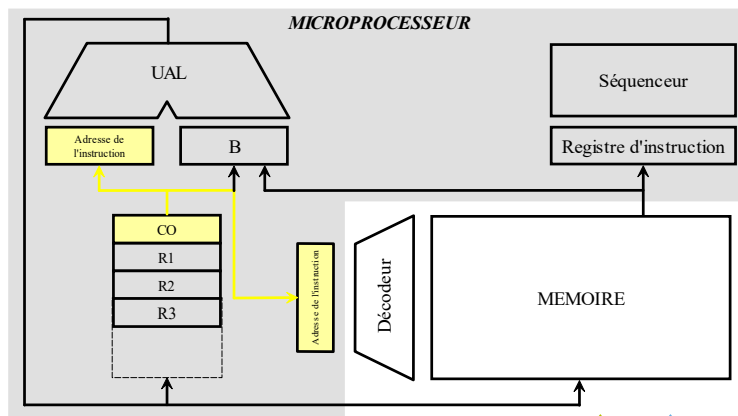 MICROPROCESSEUR
UAL
Séquenceur
Adresse de
l'instruction
B
Registre d'instruction
CO
R1
R2
R3
Adresse de l'instruction
Décodeur
MEMOIRE